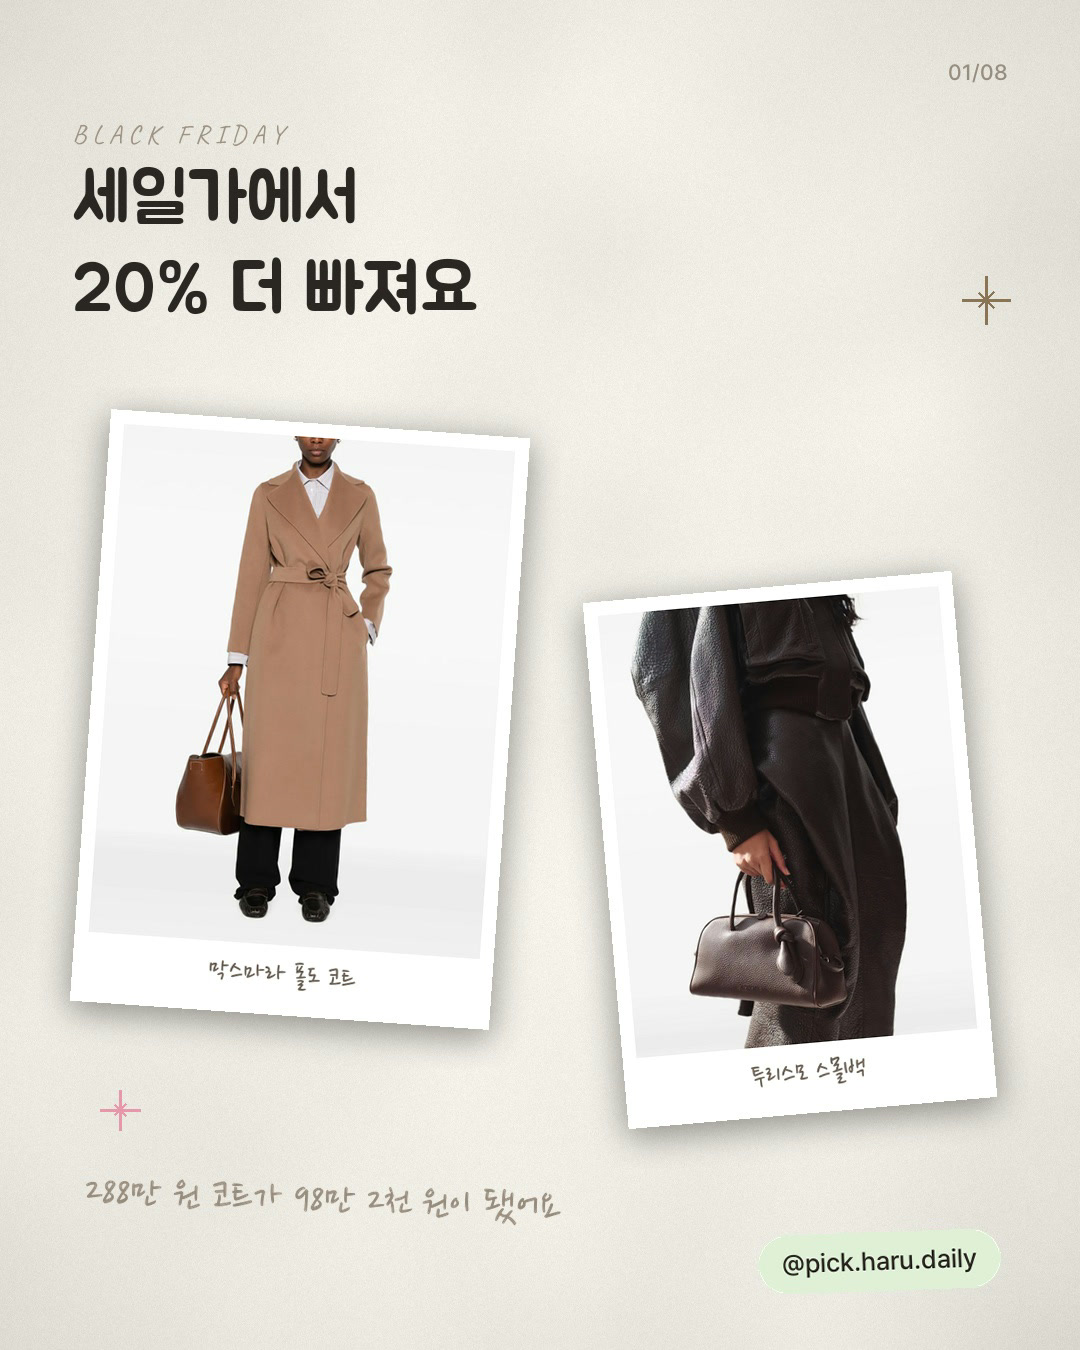 01/08
BLACK FRIDAY
세일가에서
20% 더 빠져요
막스마라 폴도 코트
투리스모 스몰백
288만 원 코트가 98만 2천 원이 됐어요
@pick.haru.daily